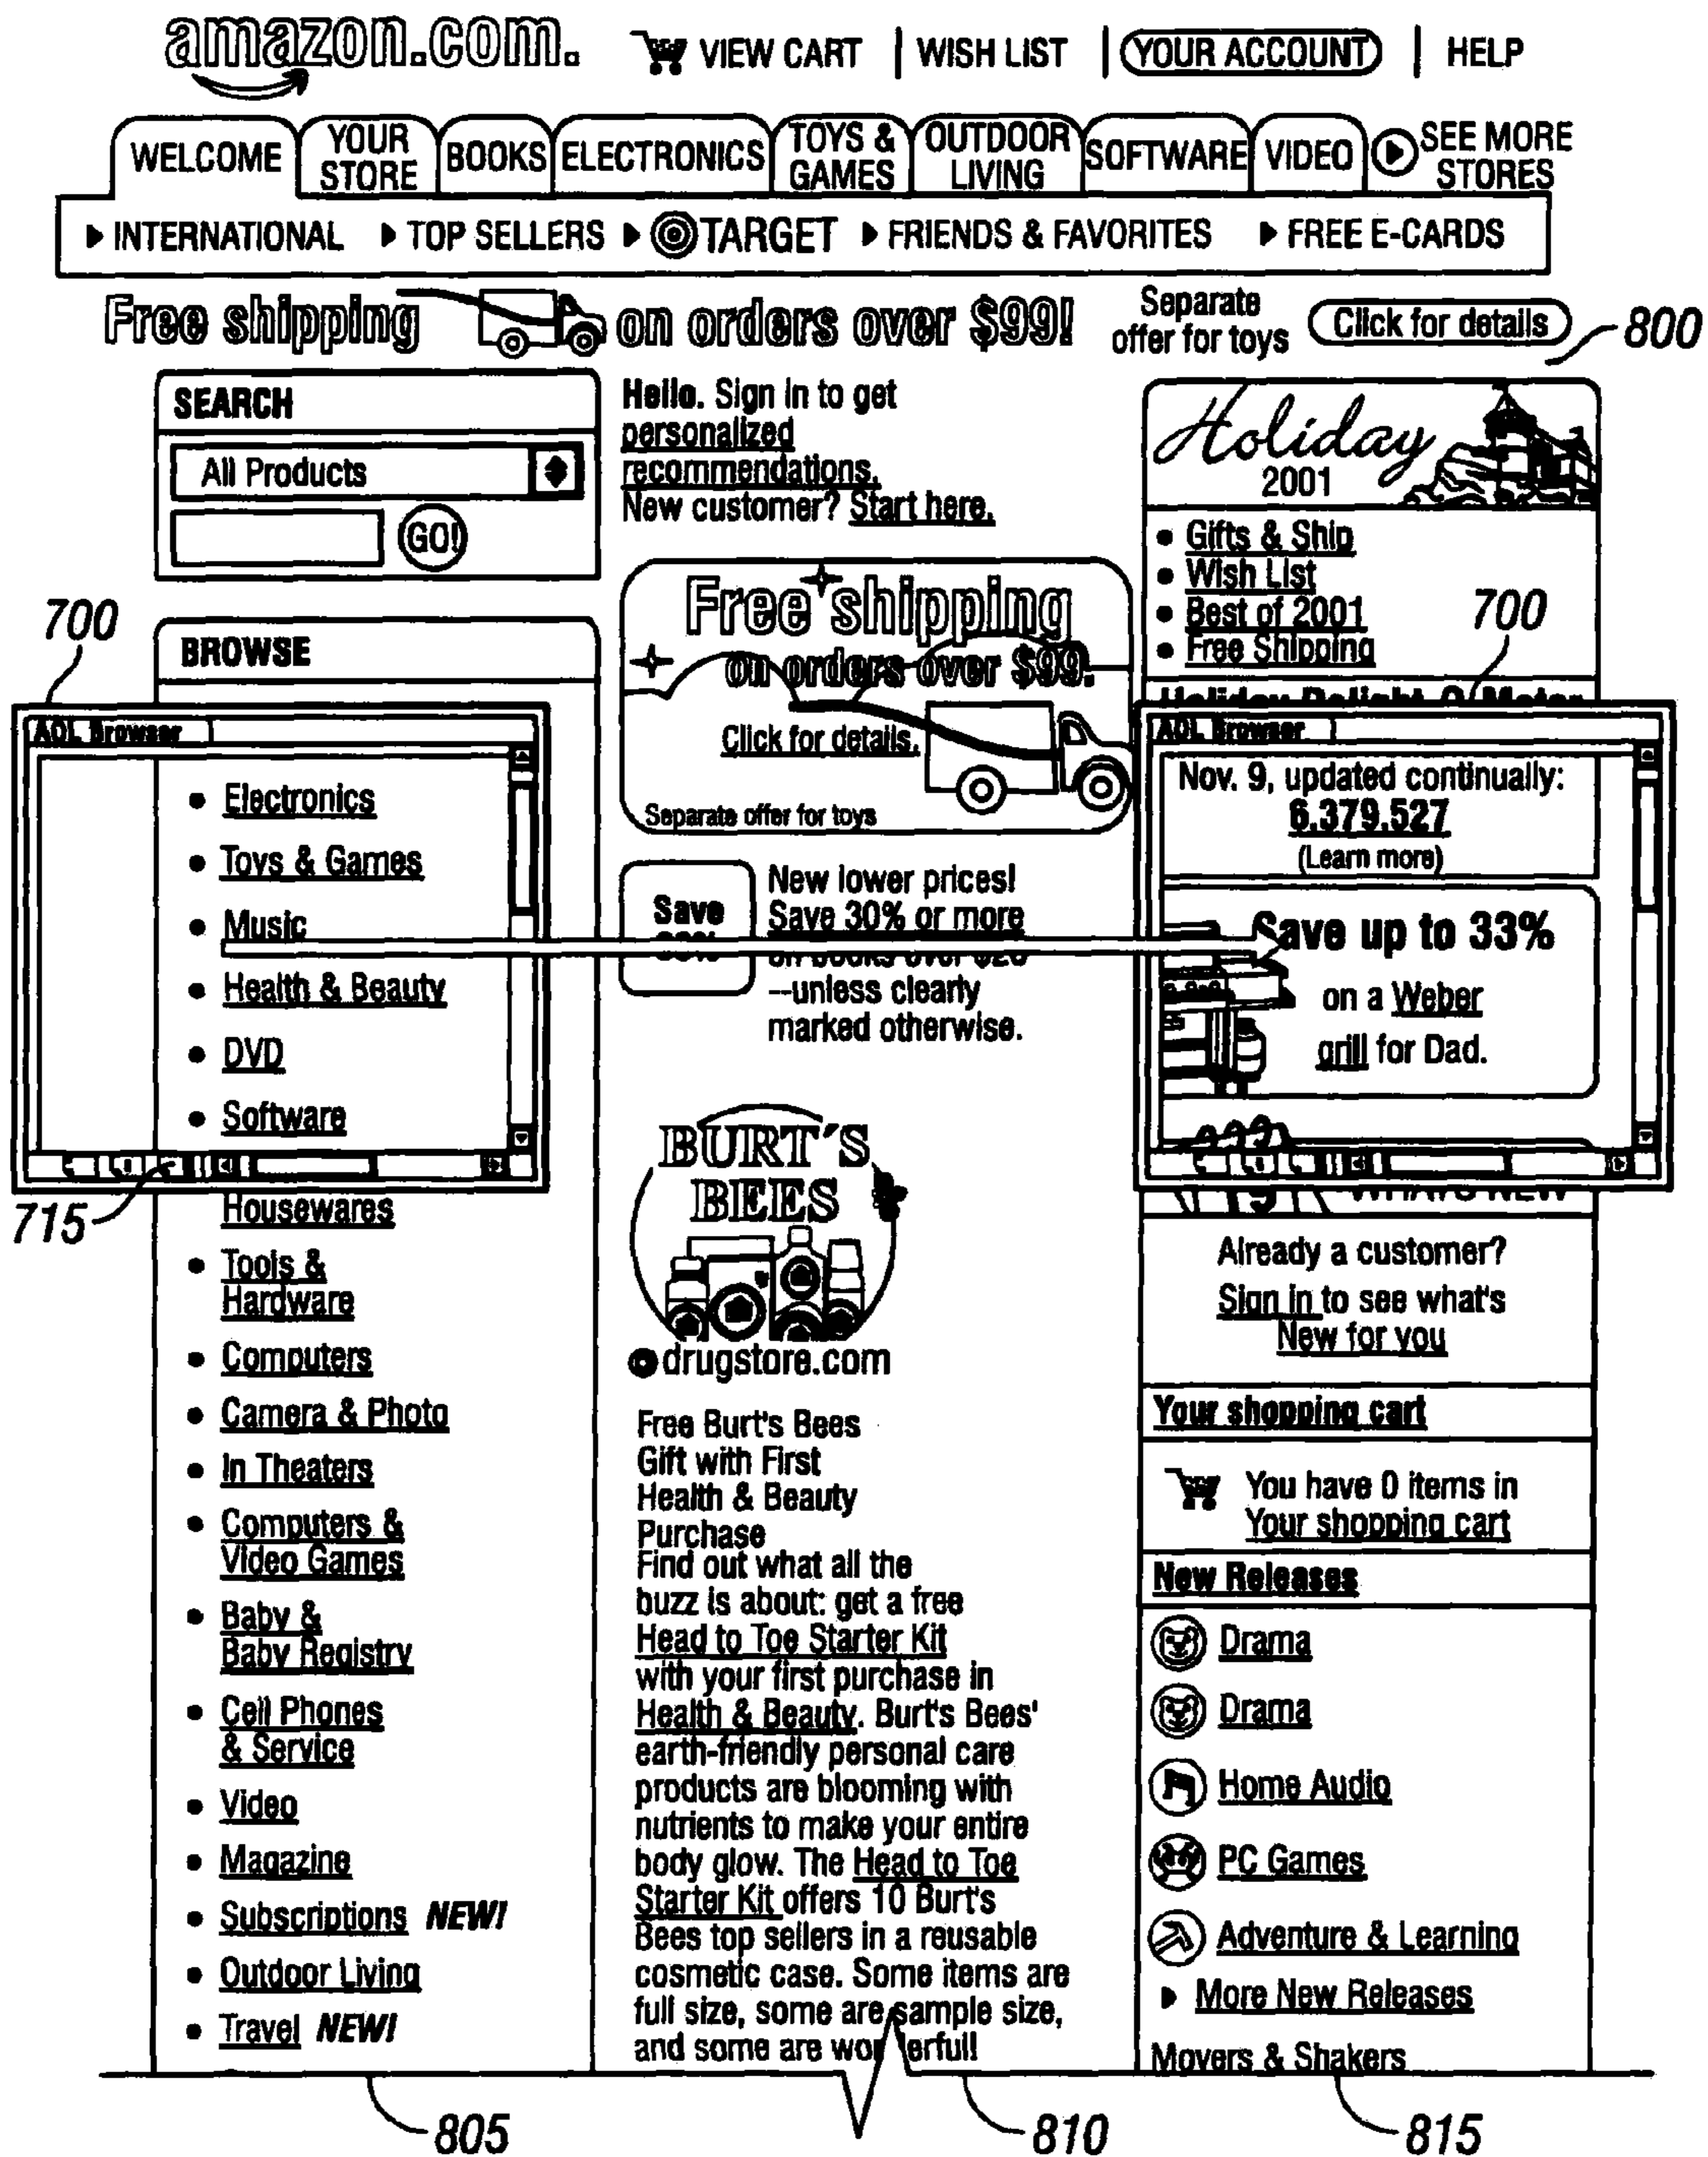 amazon.com.
VIEW CART | WISH LIST | YOUR ACCOUNT | HELP
WELCOME
YOUR
STORE
BOOKS
ELECTRONICS
TOYS &
GAMES
OUTDOOR
LIVING
SOFTWARE
VIDEO
SEE MORE
STORES
INTERNATIONAL
TOP SELLERS
TARGET
FRIENDS & FAVORITES
FREE E-CARDS
Free shipping on orders over $99!
Separate
offer for toys
Click for details
800
SEARCH
All Products
GO!
700
BROWSE
AOL Browser
• Electronics
• Toys & Games
• Music
• Health & Beauty
• DVD
• Software
715
Housewares
• Tools &
Hardware
• Computers
• Camera & Photo
• In Theaters
• Computers &
Video Games
• Baby &
Baby Registry
• Cell Phones
& Service
• Video
• Magazine
• Subscriptions NEW!
• Outdoor Living
• Travel NEW!
805
Hello. Sign in to get
personalized
recommendations.
New customer? Start here.
Free shipping
on orders over $99.
Click for details.
Separate offer for toys
Save
New lower prices!
Save 30% or more
on books over $20
--unless clearly
marked otherwise.
BURT'S
BEES
drugstore.com
Free Burt's Bees
Gift with First
Health & Beauty
Purchase
Find out what all the
buzz is about: get a free
Head to Toe Starter Kit
with your first purchase in
Health & Beauty. Burt's Bees'
earth-friendly personal care
products are blooming with
nutrients to make your entire
body glow. The Head to Toe
Starter Kit offers 10 Burt's
Bees top sellers in a reusable
cosmetic case. Some items are
full size, some are sample size,
and some are wonderful!
810
Holiday
2001
• Gifts & Ship
• Wish List
• Best of 2001
• Free Shipping
700
Holiday Delight-O-Meter
AOL Browser
Nov. 9, updated continually:
6.379.527
(Learn more)
Save up to 33%
on a Weber
grill for Dad.
WHAT'S NEW
Already a customer?
Sign in to see what's
New for you
Your shopping cart
You have 0 items in
Your shopping cart
New Releases
Drama
Drama
Home Audio
PC Games
Adventure & Learning
More New Releases
Movers & Shakers
815